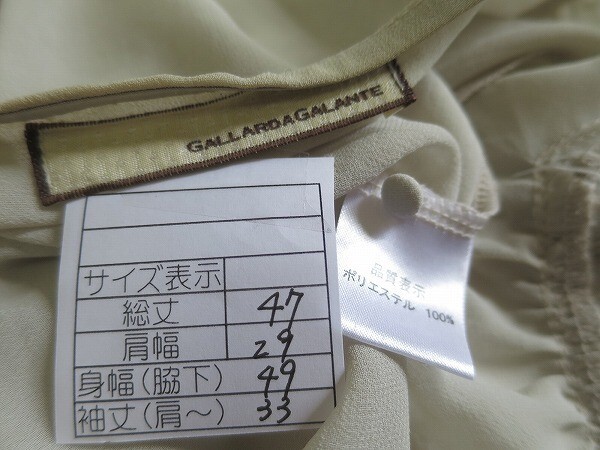 GALLARDAGALANTE
サイズ表示
総丈 47
肩幅 29
身幅(脇下) 49
袖丈(肩〜) 33
品質表示
ポリエステル 100%